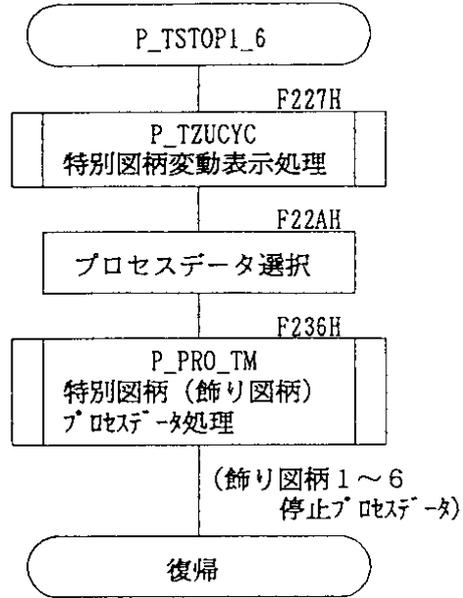 P_TSTOP1_6
F227H
P_TZUCYC
特別図柄変動表示処理
F22AH
プロセスデータ選択
F236H
P_PRO_TM
特別図柄（飾り図柄）
ﾌﾟﾛｾｽﾃﾞｰﾀ処理
（飾り図柄１～６
停止ﾌﾟﾛｾｽﾃﾞｰﾀ）
復帰